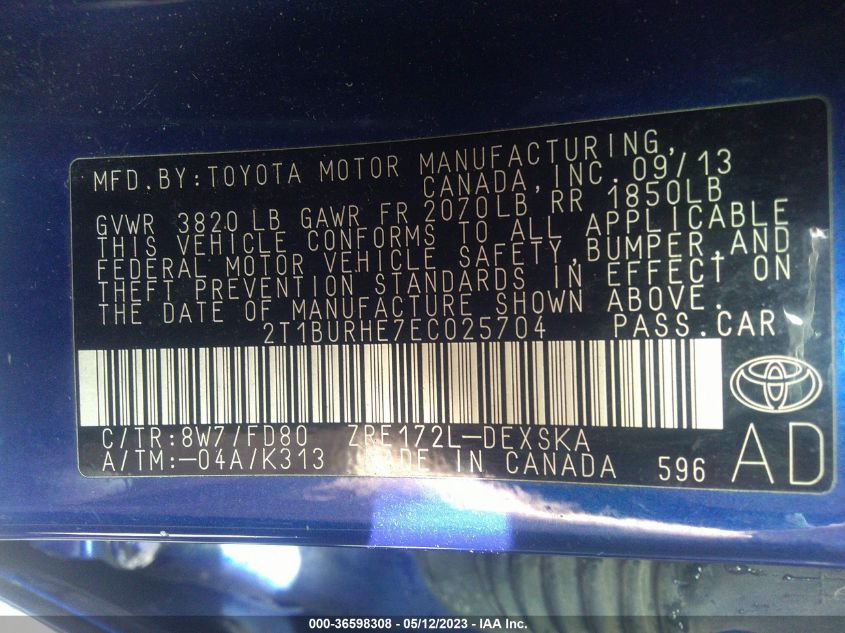 MFD.BY:TOYOTA MOTOR MANUFACTURING,
CANADA,INC. 09/13
GVWR 3820 LB GAWR FR 2070LB RR 1850LB
THIS VEHICLE CONFORMS TO ALL APPLICABLE
FEDERAL MOTOR VEHICLE SAFETY,BUMPER,AND
THEFT PREVENTION STANDARDS IN EFFECT ON
THE DATE OF MANUFACTURE SHOWN ABOVE.
2T1BURHE7EC025704 PASS.CAR
C/TR:8W7/FD80 ZRE172L-DEXSKA
A/TM:-04A/K313 MADE IN CANADA 596
AD
000-36598308 - 05/12/2023 - IAA Inc.